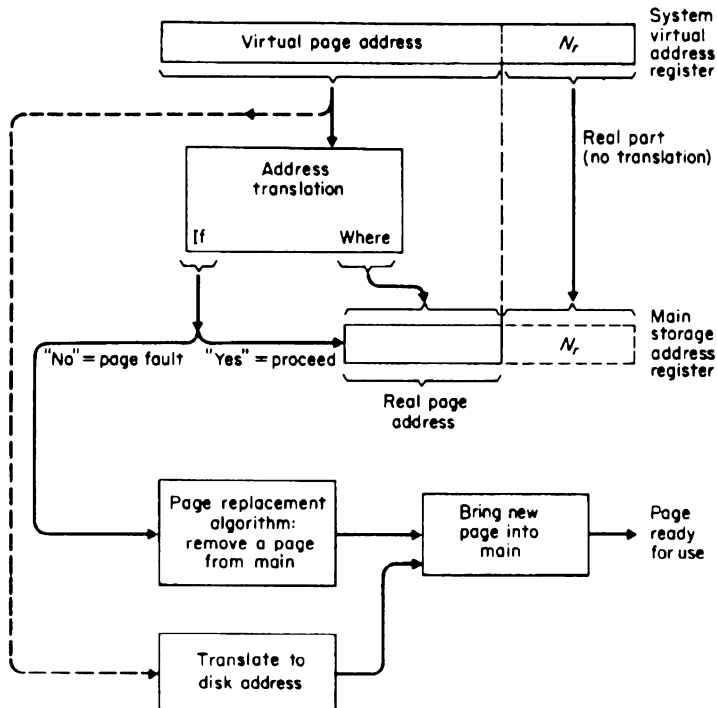 System
virtual
address
register
Virtual page address
N_r
Real part
(no translation)
Address
translation
If
Where
"No" = page fault
"Yes" = proceed
N_r
Main
storage
address
register
Real page
address
Page replacement
algorithm:
remove a page
from main
Bring new
page into
main
Page
ready
for use
Translate to
disk address